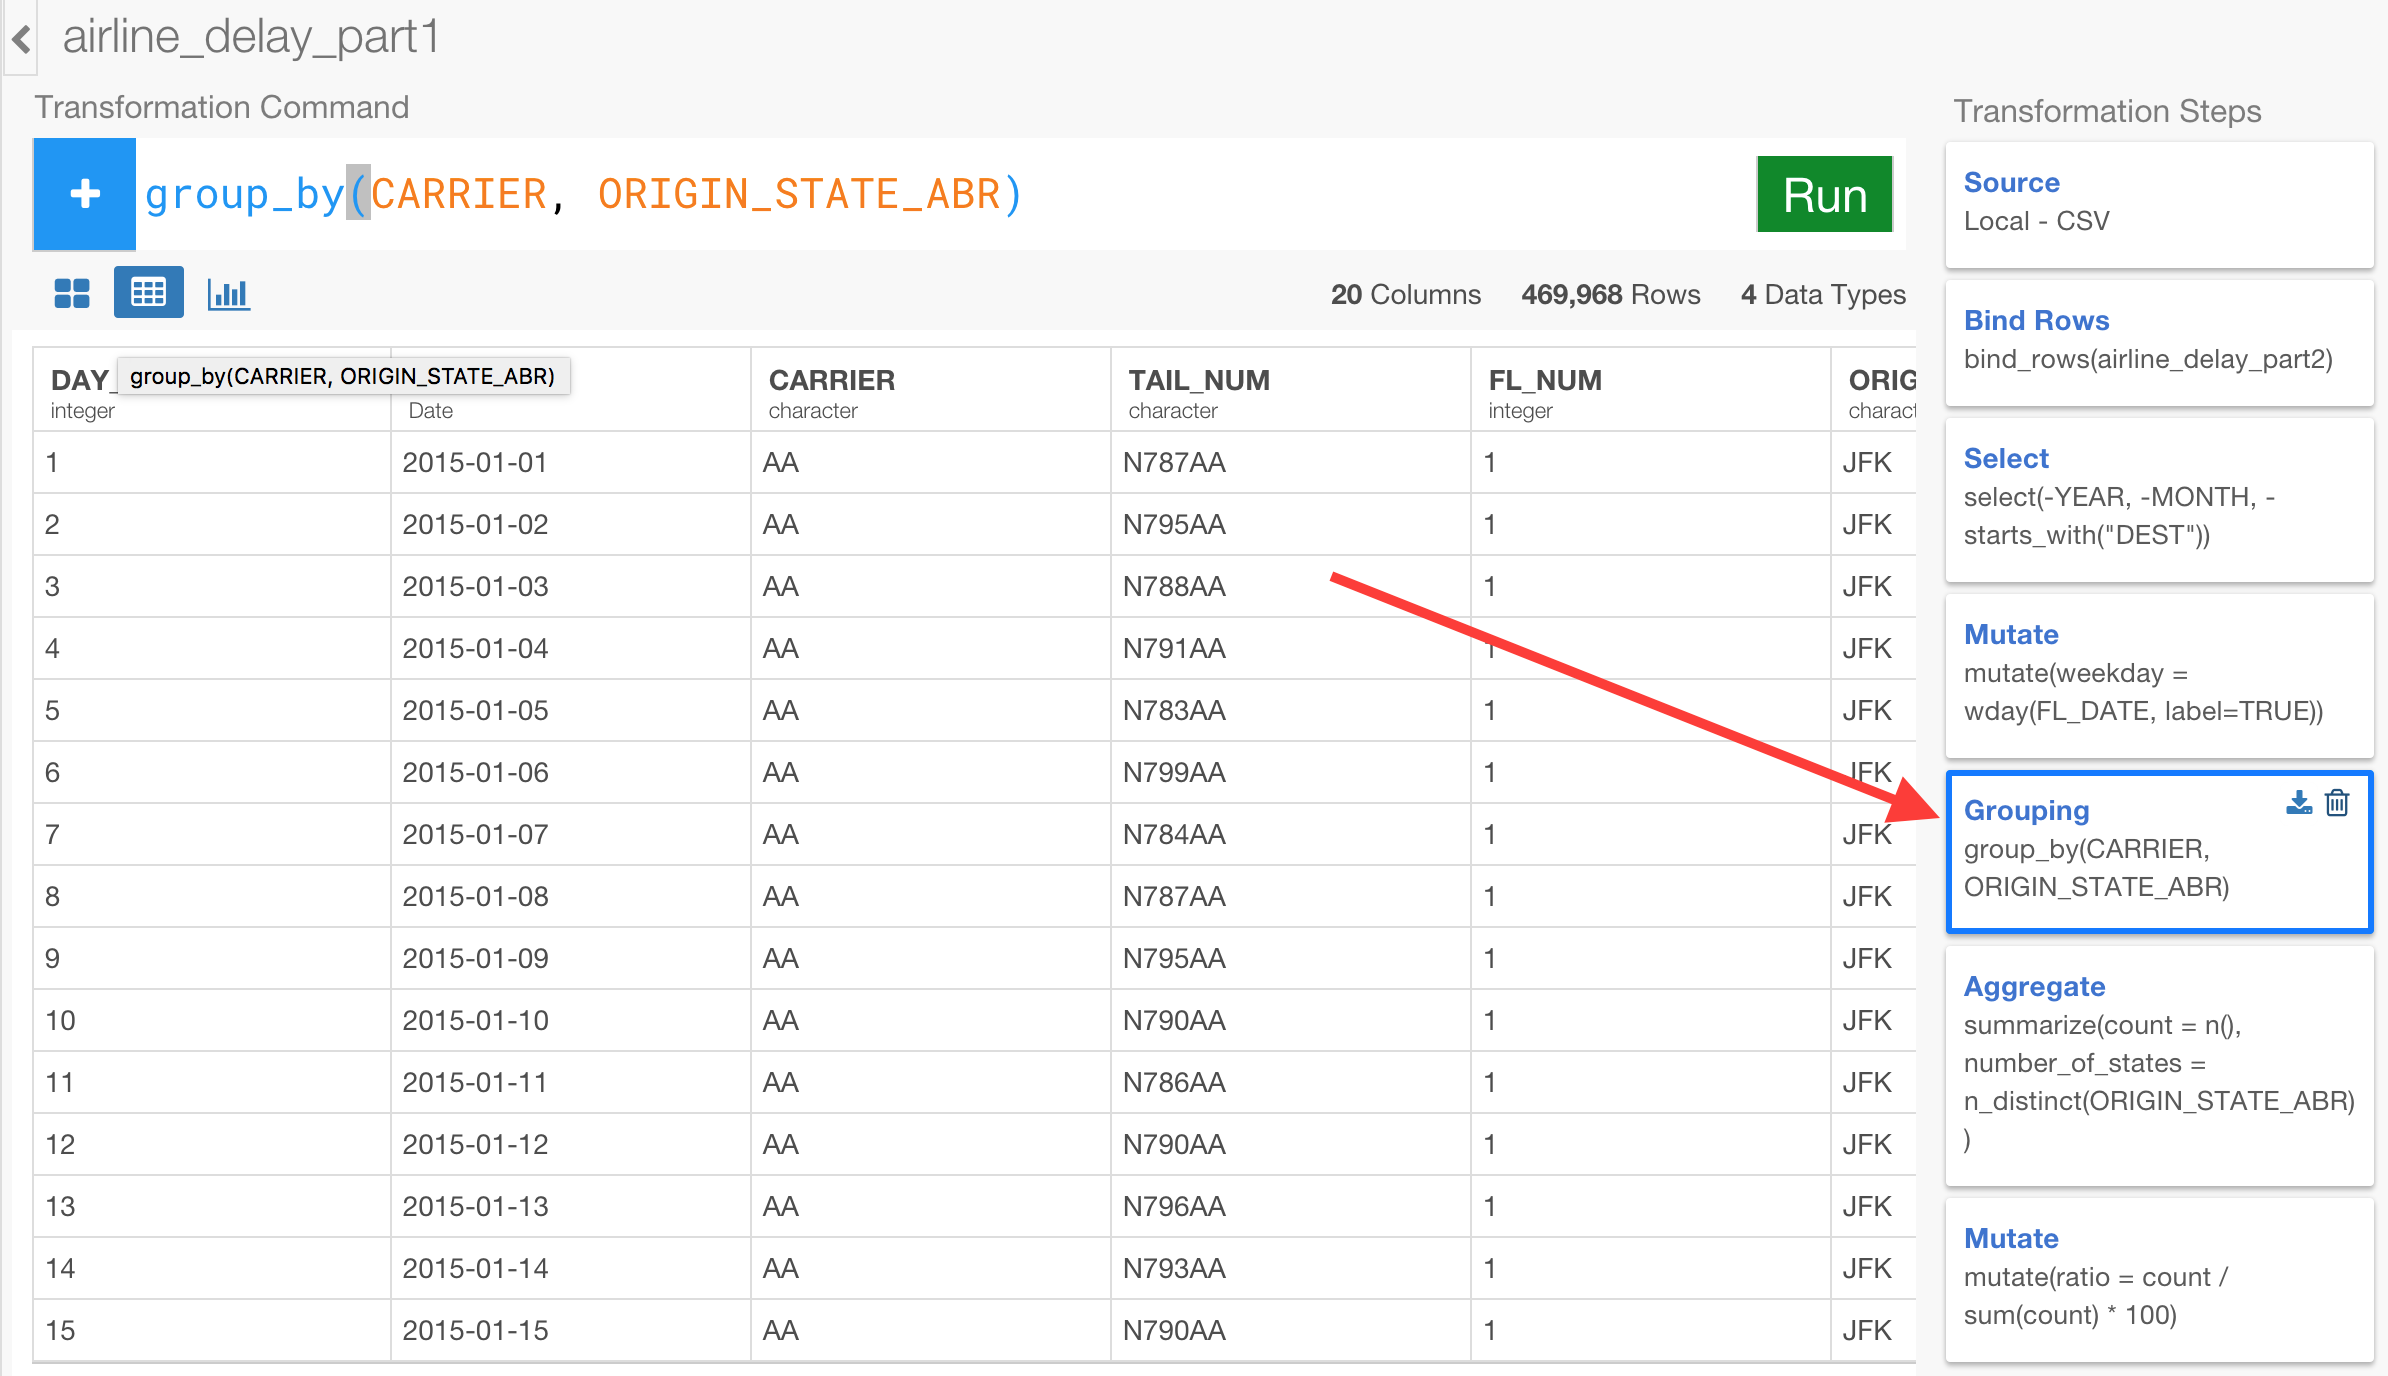 airline_delay_part1
Transformation Command
group_by(CARRIER, ORIGIN_STATE_ABR)
Run
20 Columns 469,968 Rows 4 Data Types
DAY_ CARRIER TAIL_NUM FL_NUM ORIG
group_by(CARRIER, ORIGIN_STATE_ABR)
integer Date character character integer charact
1 2015-01-01 AA N787AA 1 JFK
2 2015-01-02 AA N795AA 1 JFK
3 2015-01-03 AA N788AA 1 JFK
4 2015-01-04 AA N791AA 1 JFK
5 2015-01-05 AA N783AA 1 JFK
6 2015-01-06 AA N799AA 1 JFK
7 2015-01-07 AA N784AA 1 JFK
8 2015-01-08 AA N787AA 1 JFK
9 2015-01-09 AA N795AA 1 JFK
10 2015-01-10 AA N790AA 1 JFK
11 2015-01-11 AA N786AA 1 JFK
12 2015-01-12 AA N790AA 1 JFK
13 2015-01-13 AA N796AA 1 JFK
14 2015-01-14 AA N793AA 1 JFK
15 2015-01-15 AA N790AA 1 JFK
Transformation Steps
Source
Local - CSV
Bind Rows
bind_rows(airline_delay_part2)
Select
select(-YEAR, -MONTH, -
starts_with("DEST"))
Mutate
mutate(weekday =
wday(FL_DATE, label=TRUE))
Grouping
group_by(CARRIER,
ORIGIN_STATE_ABR)
Aggregate
summarize(count = n(),
number_of_states =
n_distinct(ORIGIN_STATE_ABR)
)
Mutate
mutate(ratio = count /
sum(count) * 100)